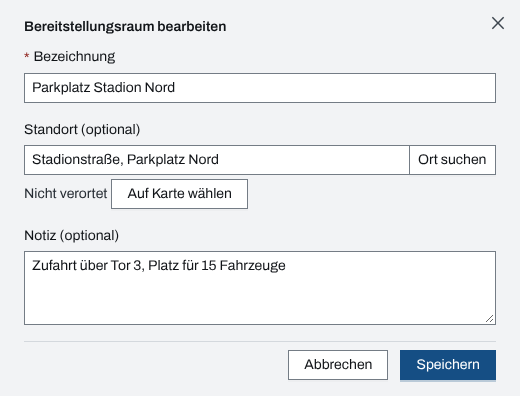 Bereitstellungsraum bearbeiten
* Bezeichnung
Parkplatz Stadion Nord
Standort (optional)
Stadionstraße, Parkplatz Nord Ort suchen
Nicht verortet Auf Karte wählen
Notiz (optional)
Zufahrt über Tor 3, Platz für 15 Fahrzeuge
Abbrechen Speichern